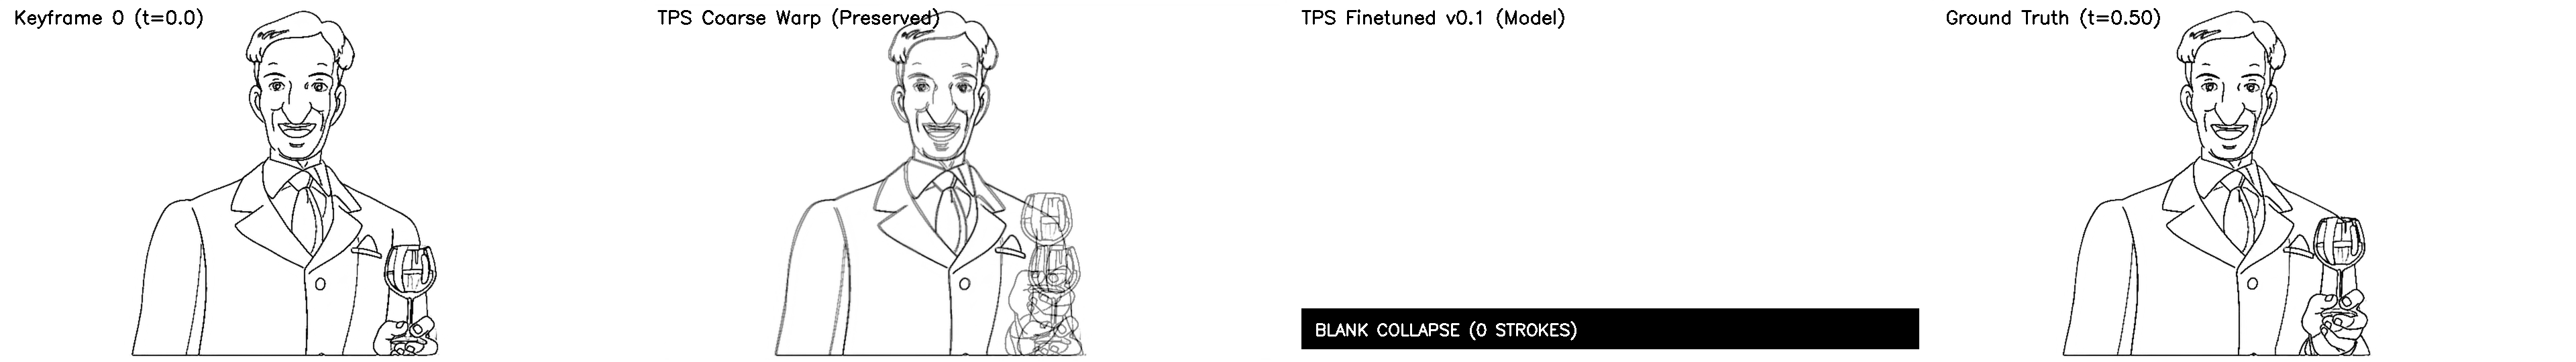 Keyframe 0 (t=0.0)
TPS Coarse Warp (Preserved)
TPS Finetuned v0.1 (Model)
Ground Truth (t=0.50)
BLANK COLLAPSE (0 STROKES)